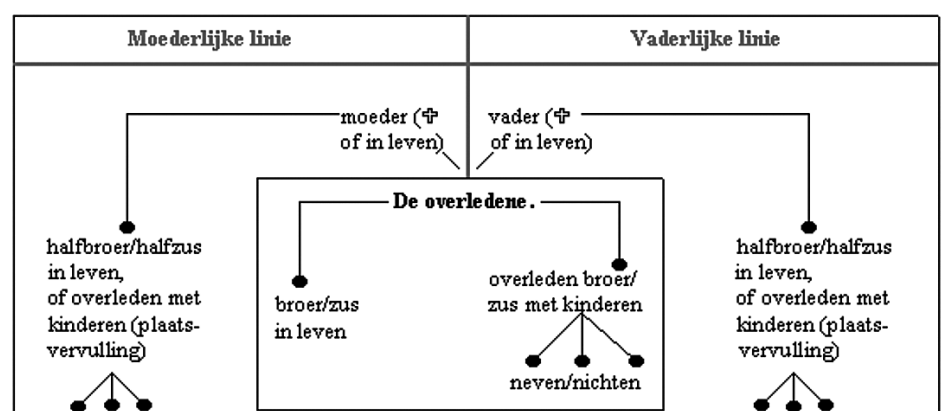 Moederlijke linie
Vaderlijke linie
moeder (✞
of in leven)
vader (✞
of in leven)
De overledene.
halfbroer/halfzus
in leven,
of overleden met
kinderen (plaats-
vervulling)
broer/zus
in leven
overleden broer/
zus met kinderen
neven/nichten
halfbroer/halfzus
in leven,
of overleden met
kinderen (plaats-
vervulling)